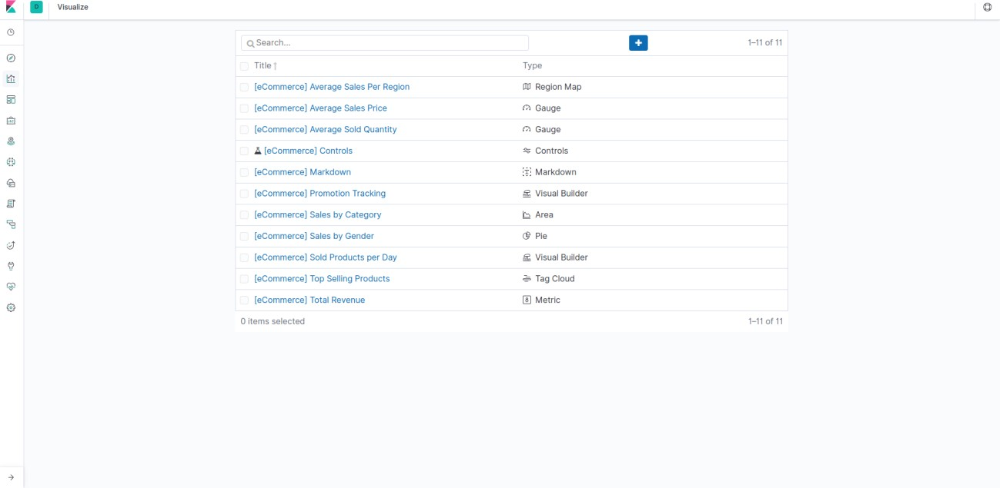 D Visualize
Search... 1–11 of 11
Title Type
[eCommerce] Average Sales Per Region Region Map
[eCommerce] Average Sales Price Gauge
[eCommerce] Average Sold Quantity Gauge
[eCommerce] Controls Controls
[eCommerce] Markdown Markdown
[eCommerce] Promotion Tracking Visual Builder
[eCommerce] Sales by Category Area
[eCommerce] Sales by Gender Pie
[eCommerce] Sold Products per Day Visual Builder
[eCommerce] Top Selling Products Tag Cloud
[eCommerce] Total Revenue 8 Metric
0 items selected 1–11 of 11